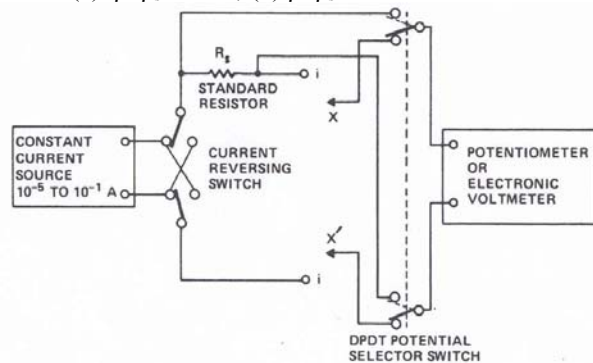 R_s
STANDARD
RESISTOR
i
X
CONSTANT
CURRENT
SOURCE
10⁻⁵ TO 10⁻¹ A
CURRENT
REVERSING
SWITCH
POTENTIOMETER
OR
ELECTRONIC
VOLTMETER
X′
i
DPDT POTENTIAL
SELECTOR SWITCH